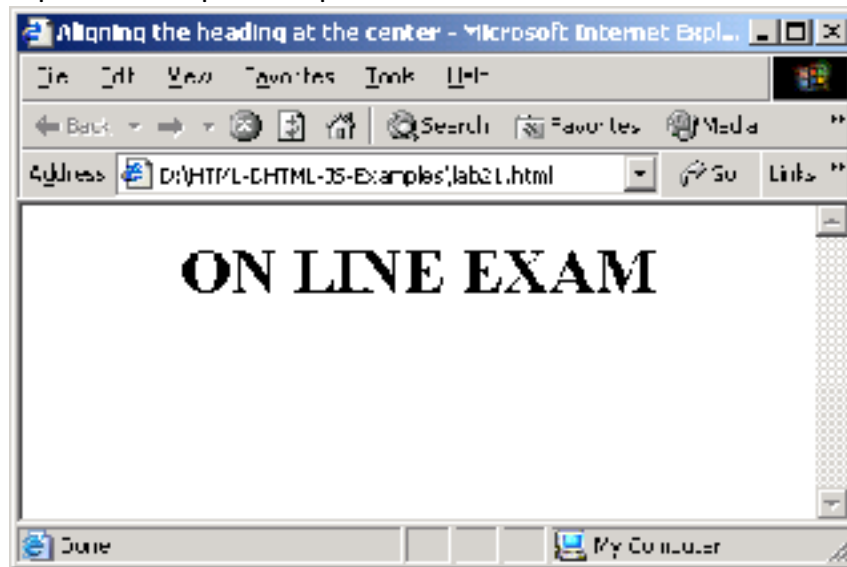 Aligning the heading at the center - Microsoft Internet Expl...
File Edit View Favorites Tools Help
Back Search Favorites Media
Address D:\HTML-DHTML-JS-Examples\lab21.html Go Links
ON LINE EXAM
Done My Computer